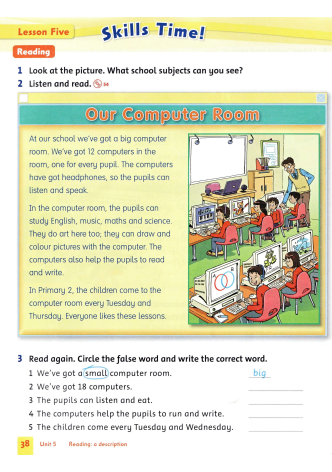 Lesson Five
Skills Time!
Reading
1 Look at the picture. What school subjects can you see?
2 Listen and read.
Our Computer Room
At our school we've got a big computer
room. We've got 12 computers in the
room, one for every pupil. The computers
have got headphones, so the pupils can
listen and speak.
In the computer room, the pupils can
study English, music, maths and science.
They do art here too; they can draw and
colour pictures with the computer. The
computers also help the pupils to read
and write.
In Primary 2, the children come to the
computer room every Tuesday and
Thursday. Everyone likes these lessons.
3 Read again. Circle the false word and write the correct word.
1 We've got a small computer room. big
2 We've got 18 computers.
3 The pupils can listen and eat.
4 The computers help the pupils to run and write.
5 The children come every Tuesday and Wednesday.
38 Unit 5 Reading: a description